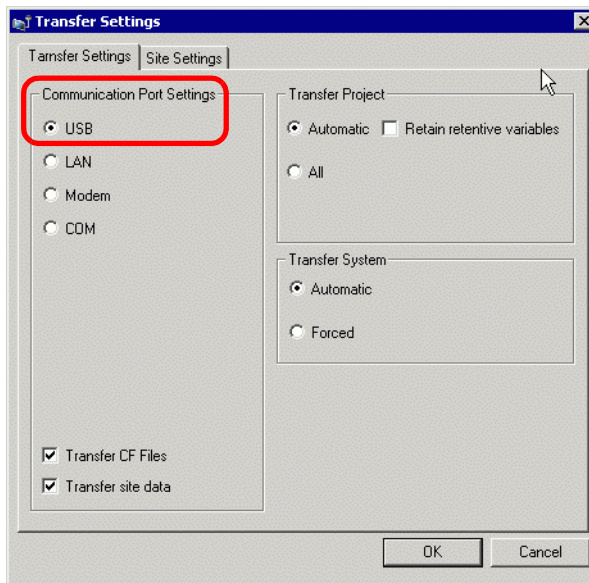 Transfer Settings
Tarnsfer Settings
Site Settings
Communication Port Settings
USB
LAN
Modem
COM
Transfer CF Files
Transfer site data
Transfer Project
Automatic
Retain retentive variables
All
Transfer System
Automatic
Forced
OK
Cancel